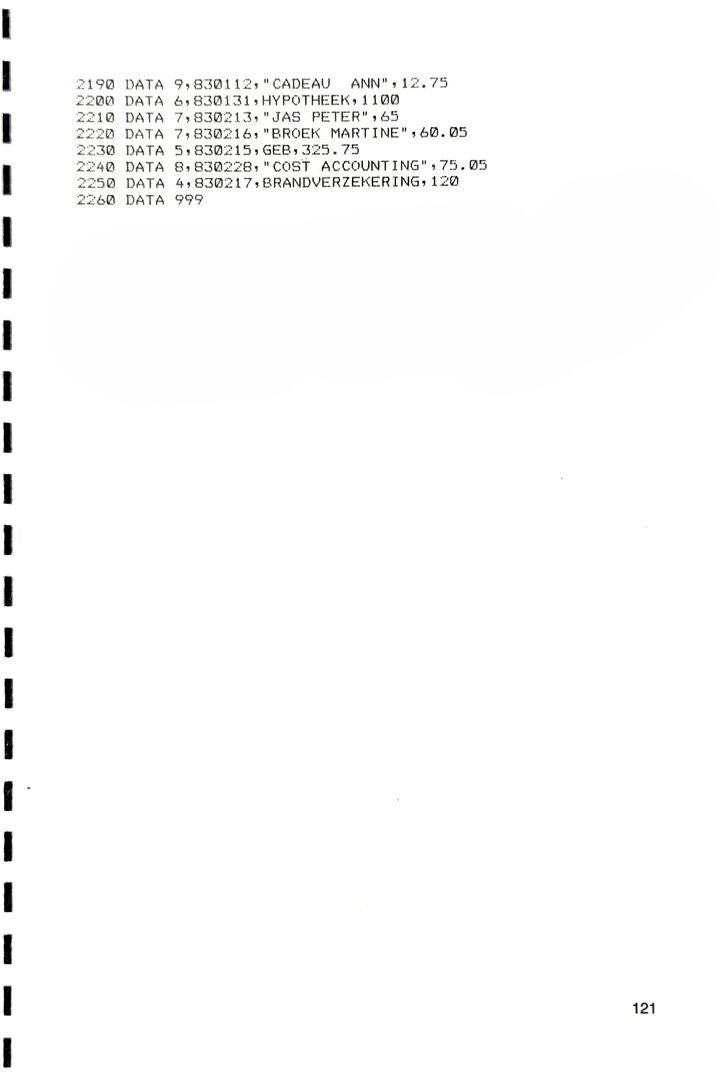 2190 DATA 9,830112,"CADEAU  ANN",12.75
2200 DATA 6,830131,HYPOTHEEK,1100
2210 DATA 7,830213,"JAS PETER",65
2220 DATA 7,830216,"BROEK MARTINE",60.05
2230 DATA 5,830215,GEB,325.75
2240 DATA 8,830228,"COST ACCOUNTING",75.05
2250 DATA 4,830217,BRANDVERZEKERING,120
2260 DATA 999
121